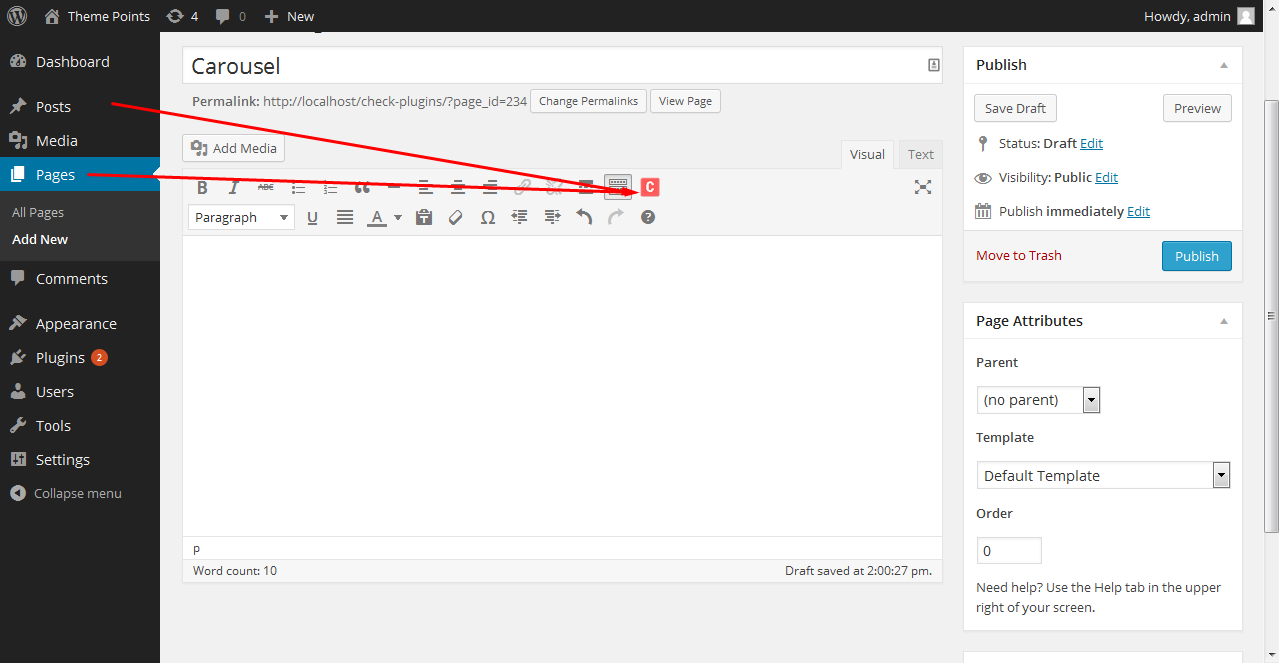 Theme Points 4 0 New Howdy, admin
Dashboard
Posts
Media
Pages
All Pages
Add New
Comments
Appearance
Plugins 2
Users
Tools
Settings
Collapse menu
Carousel
Permalink: http://localhost/check-plugins/?page_id=234 Change Permalinks View Page
Add Media
Visual Text
B I ABC C
Paragraph U A Ω ?
p
Word count: 10 Draft saved at 2:00:27 pm.
Publish
Save Draft Preview
Status: Draft Edit
Visibility: Public Edit
Publish immediately Edit
Move to Trash Publish
Page Attributes
Parent
(no parent)
Template
Default Template
Order
0
Need help? Use the Help tab in the upper
right of your screen.